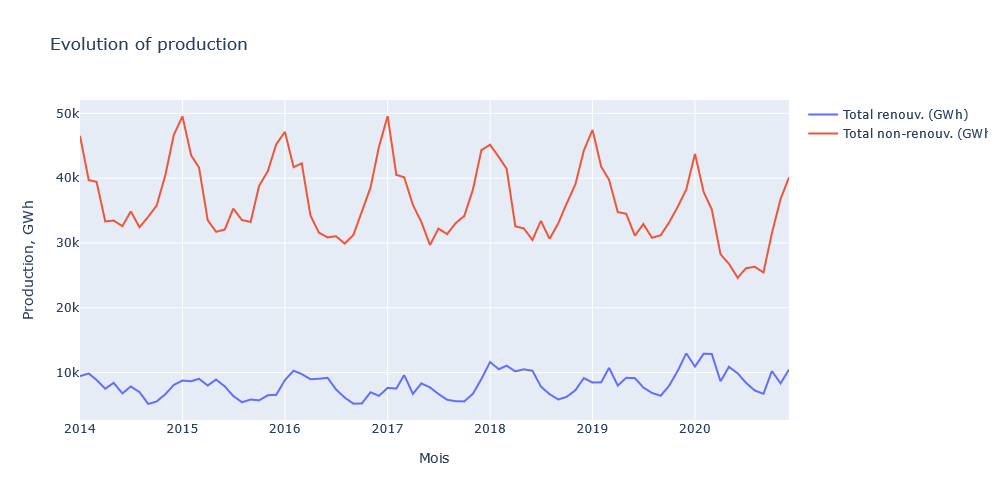 Evolution of production
Total renouv. (GWh)
Total non-renouv. (GWh
50k
40k
30k
20k
10k
Production, GWh
2014 2015 2016 2017 2018 2019 2020
Mois